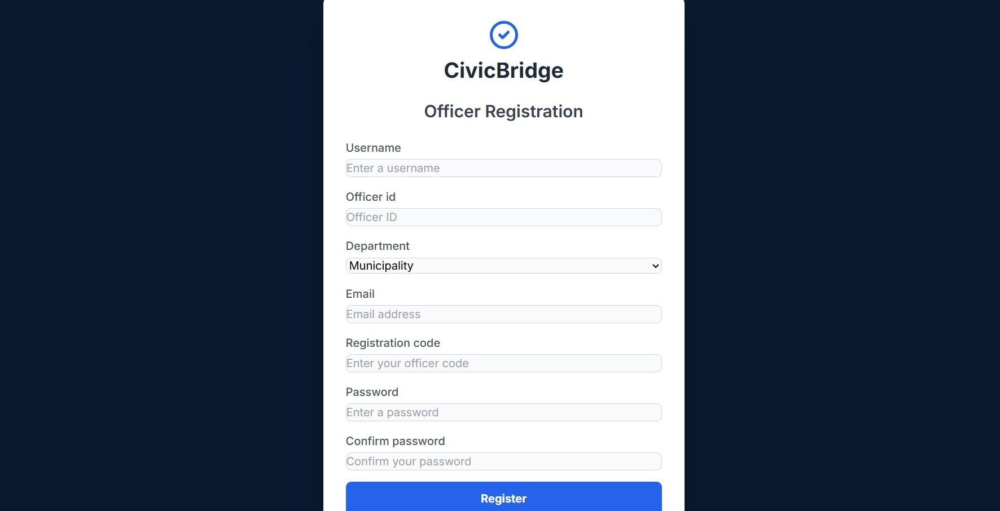 CivicBridge
Officer Registration
Username
Enter a username
Officer id
Officer ID
Department
Municipality
Email
Email address
Registration code
Enter your officer code
Password
Enter a password
Confirm password
Confirm your password
Register